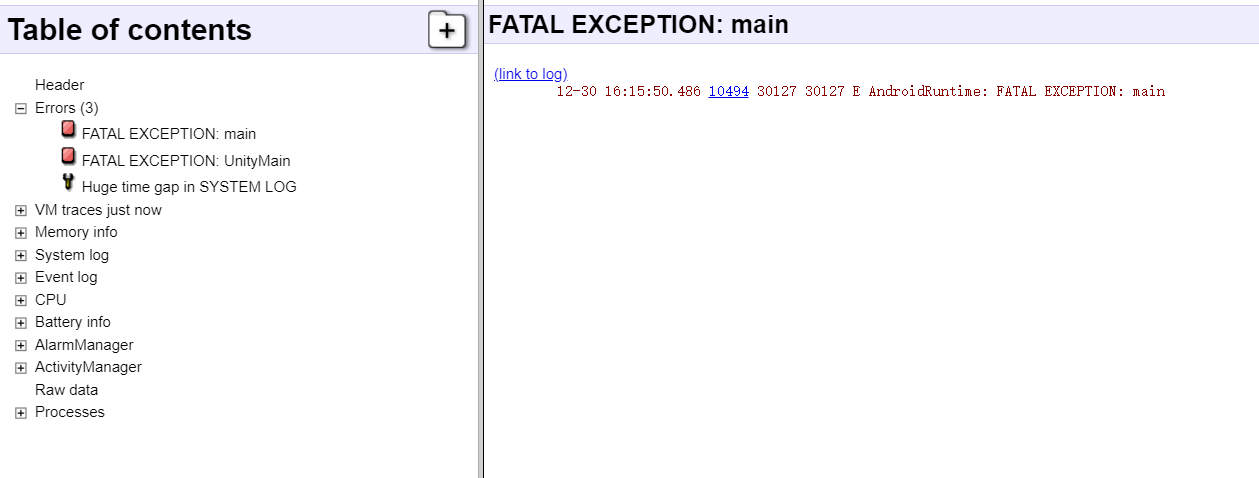 Table of contents
Header
Errors (3)
FATAL EXCEPTION: main
FATAL EXCEPTION: UnityMain
Huge time gap in SYSTEM LOG
VM traces just now
Memory info
System log
Event log
CPU
Battery info
AlarmManager
ActivityManager
Raw data
Processes
FATAL EXCEPTION: main
(link to log)
12-30 16:15:50.486 10494 30127 30127 E AndroidRuntime: FATAL EXCEPTION: main